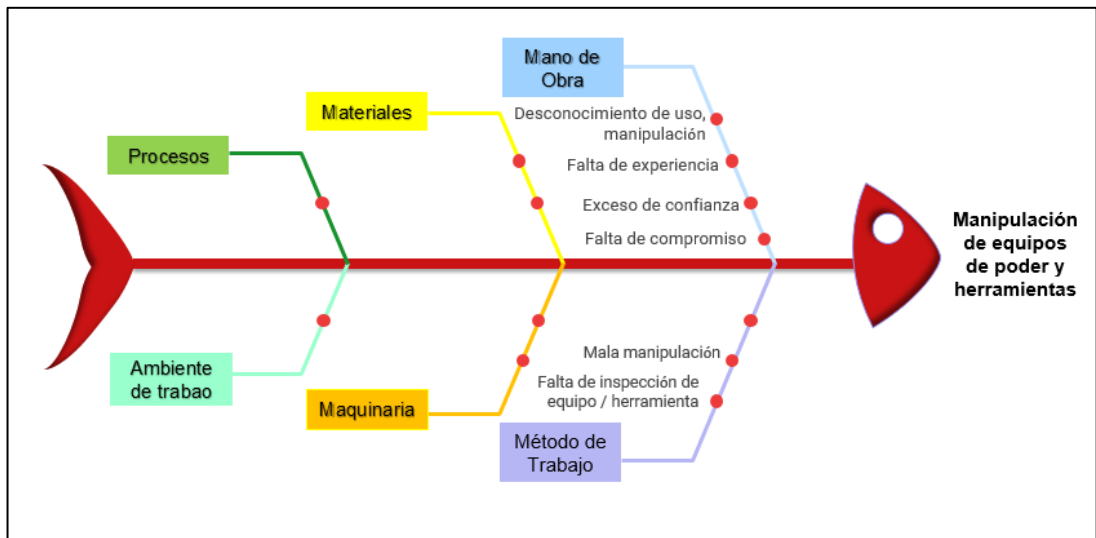 Mano de
Obra
Materiales
Desconocimiento de uso,
manipulación
Procesos
Falta de experiencia
Exceso de confianza
Falta de compromiso
Manipulación
de equipos
de poder y
herramientas
Ambiente
de trabao
Mala manipulación
Falta de inspección de
equipo / herramienta
Maquinaria
Método de
Trabajo